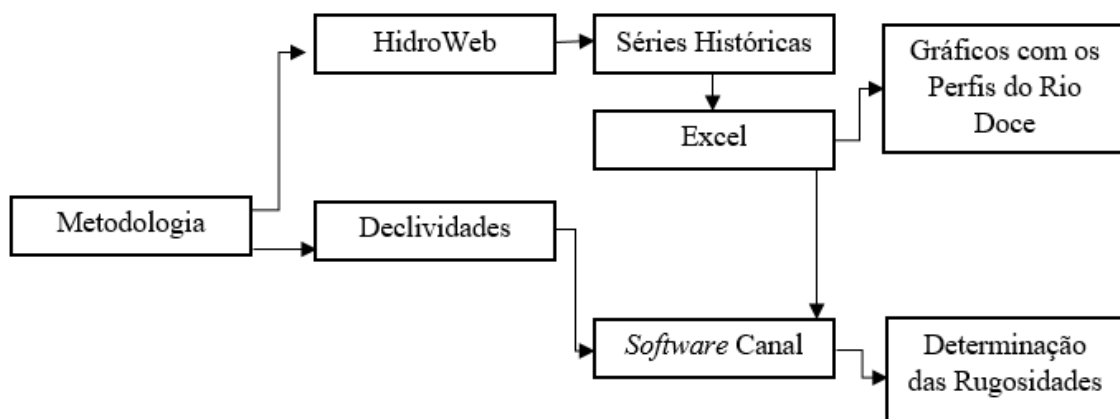 HidroWeb
Séries Históricas
Gráficos com os
Perfis do Rio
Doce
Excel
Metodologia
Declividades
Software Canal
Determinação
das Rugosidades